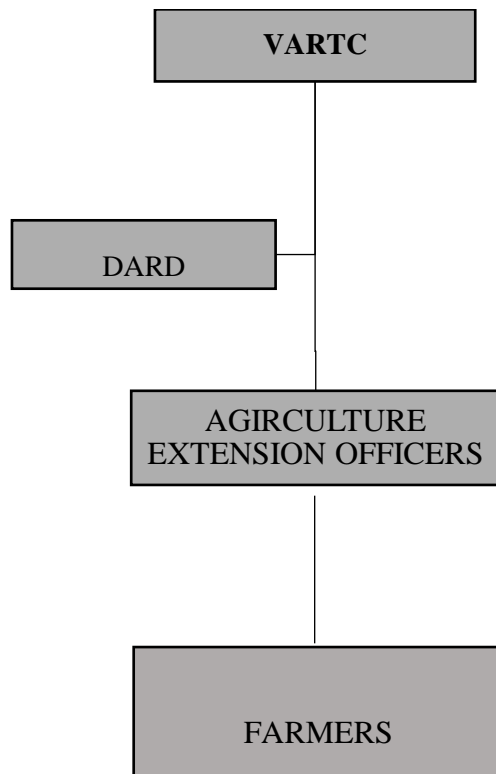 VARTC
DARD
AGIRCULTURE
EXTENSION OFFICERS
FARMERS